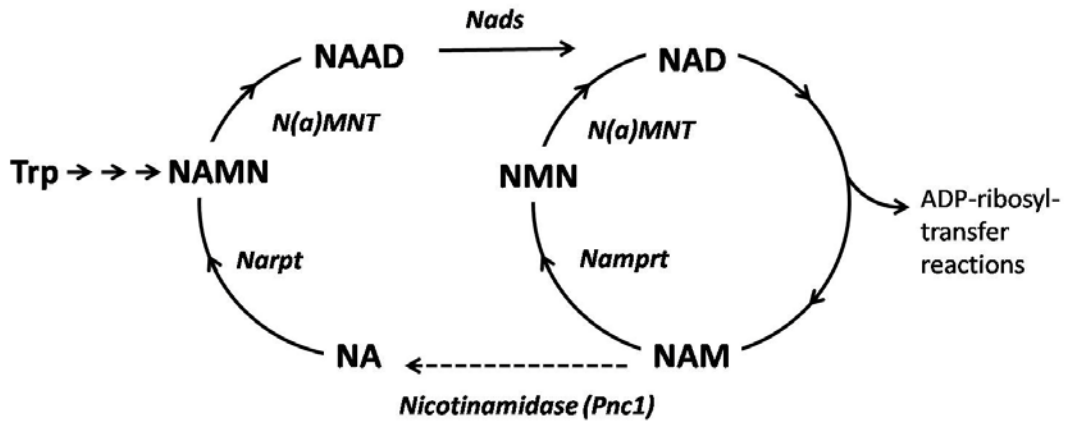 Nads
NAAD
NAD
N(a)MNT
N(a)MNT
Trp
NAMN
NMN
ADP-ribosyl-
transfer
reactions
Narpt
Namprt
NA
NAM
Nicotinamidase (Pnc1)